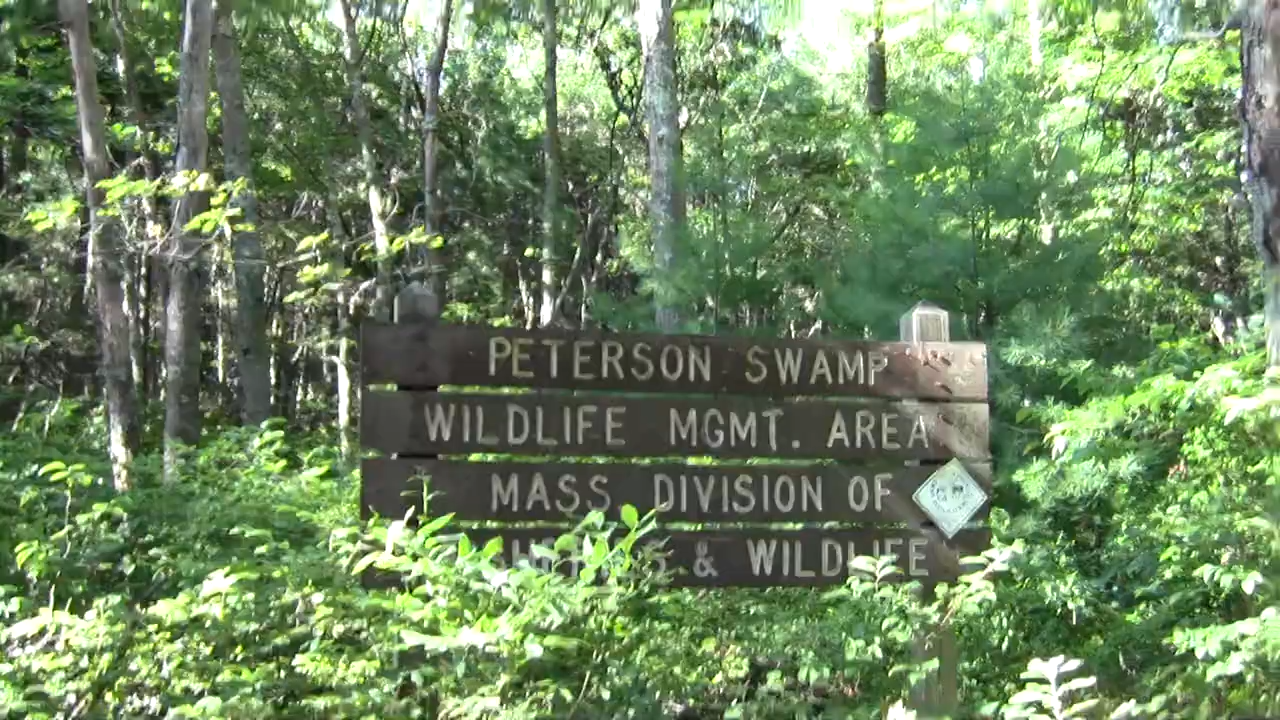 PETERSON SWAMP
WILDLIFE MGMT. AREA
MASS. DIVISION OF
& WILDLIFE